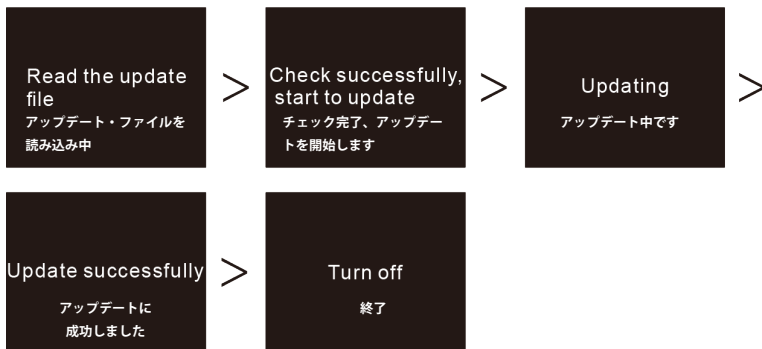 Read the update
file
アップデート・ファイルを
読み込み中
>
Check successfully,
start to update
チェック完了、アップデー
トを開始します
>
Updating
アップデート中です
>
Update successfully
アップデートに
成功しました
>
Turn off
終了